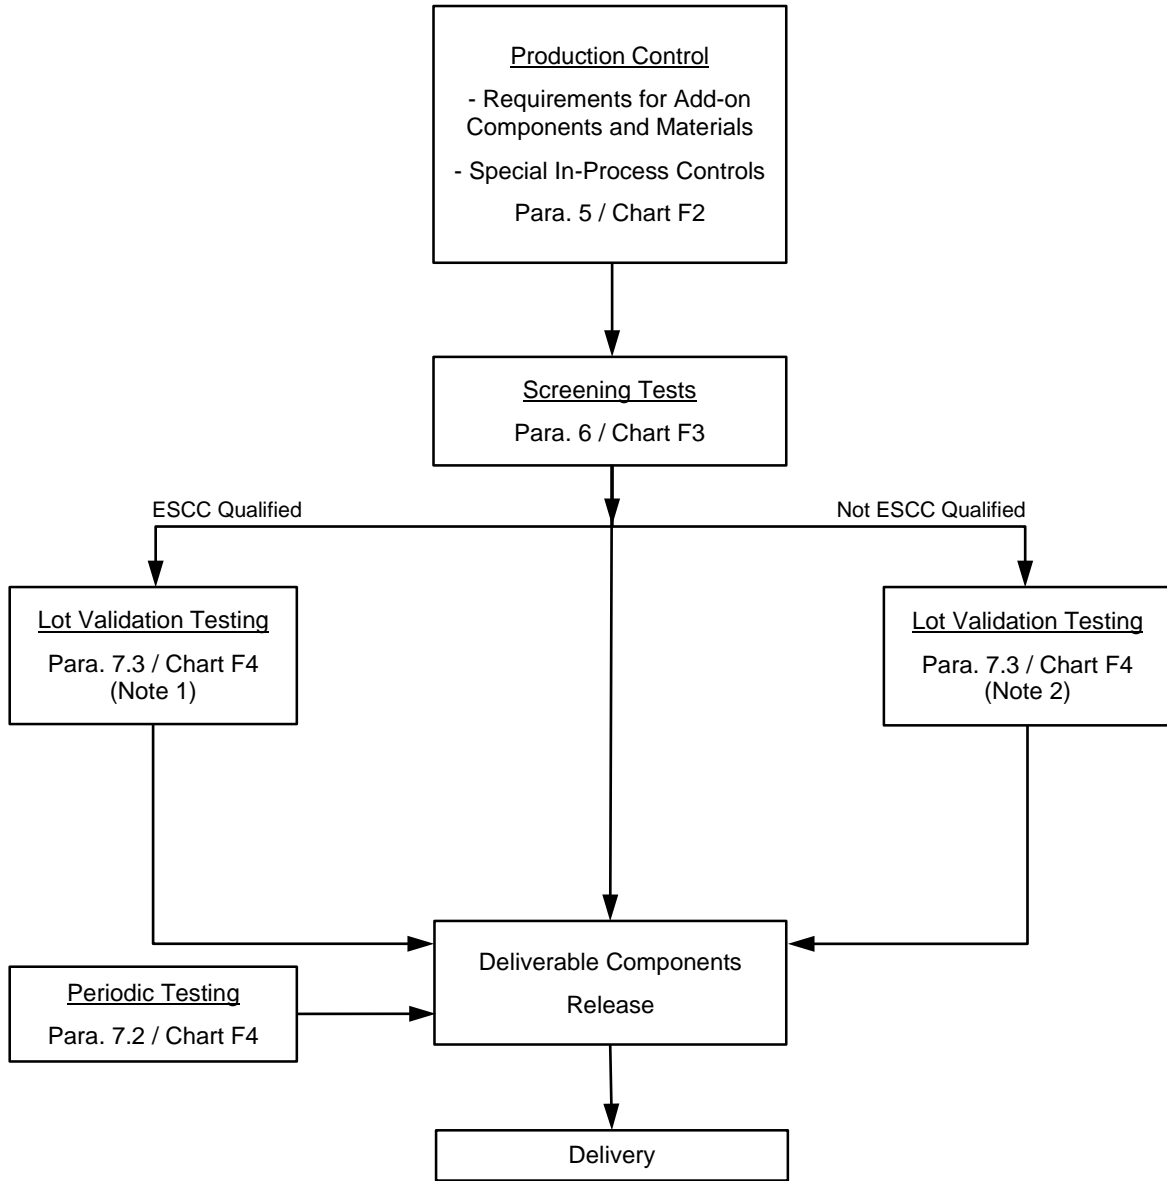 Production Control
- Requirements for Add-on
Components and Materials
- Special In-Process Controls
Para. 5 / Chart F2
Screening Tests
Para. 6 / Chart F3
ESCC Qualified
Not ESCC Qualified
Lot Validation Testing
Para. 7.3 / Chart F4
(Note 1)
Lot Validation Testing
Para. 7.3 / Chart F4
(Note 2)
Deliverable Components
Release
Periodic Testing
Para. 7.2 / Chart F4
Delivery